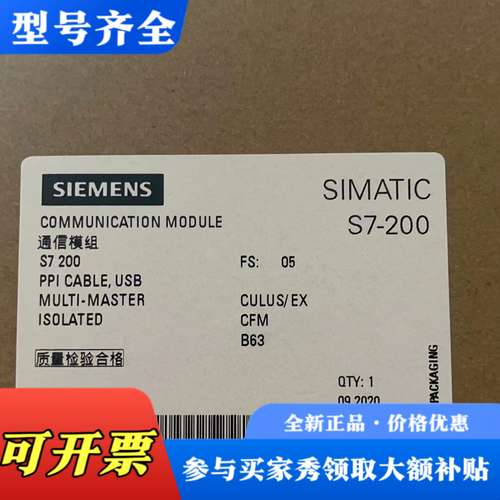 型号齐全
SIEMENS
SIMATIC
S7-200
COMMUNICATION MODULE
通信模组
S7 200
FS: 05
PPI CABLE, USB
MULTI-MASTER
CULUS/EX
ISOLATED
CFM
B63
质量检验合格
QTY: 1
09.2020
PACKAGING
全新正品·价格优惠
可开票
参与买家秀领取大额补贴